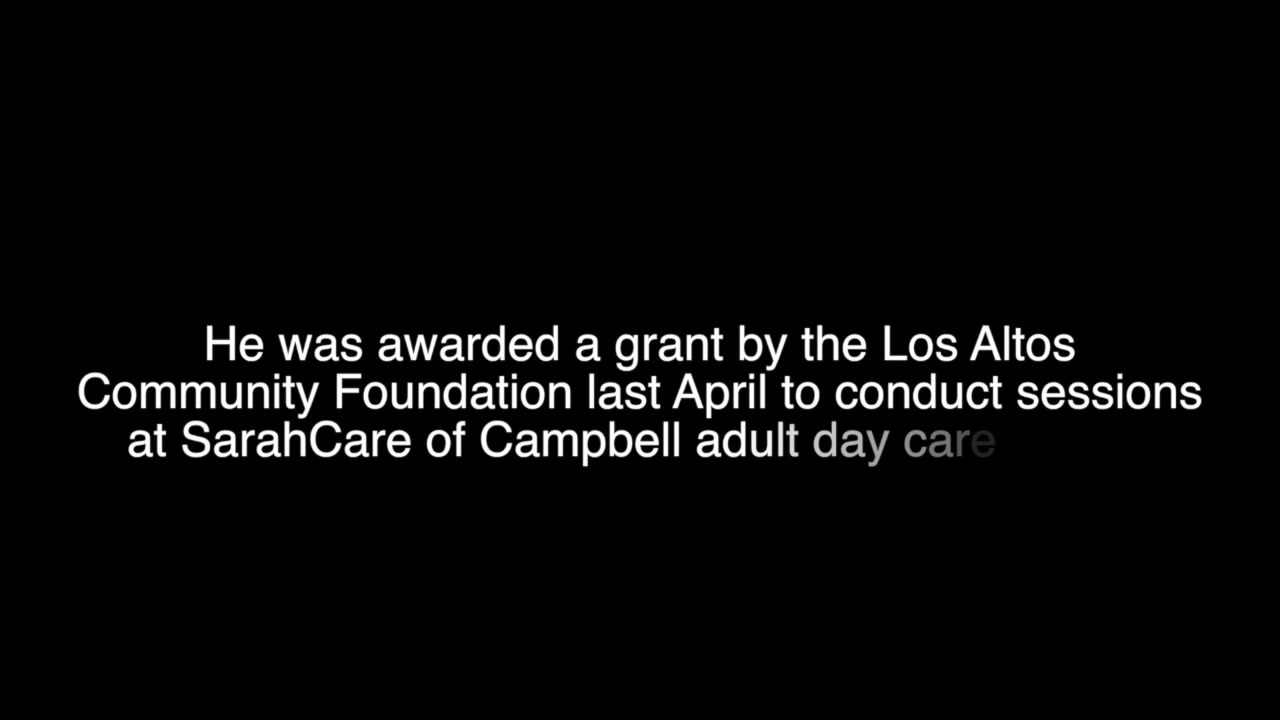 He was awarded a grant by the Los Altos
Community Foundation last April to conduct sessions
at SarahCare of Campbell adult day care